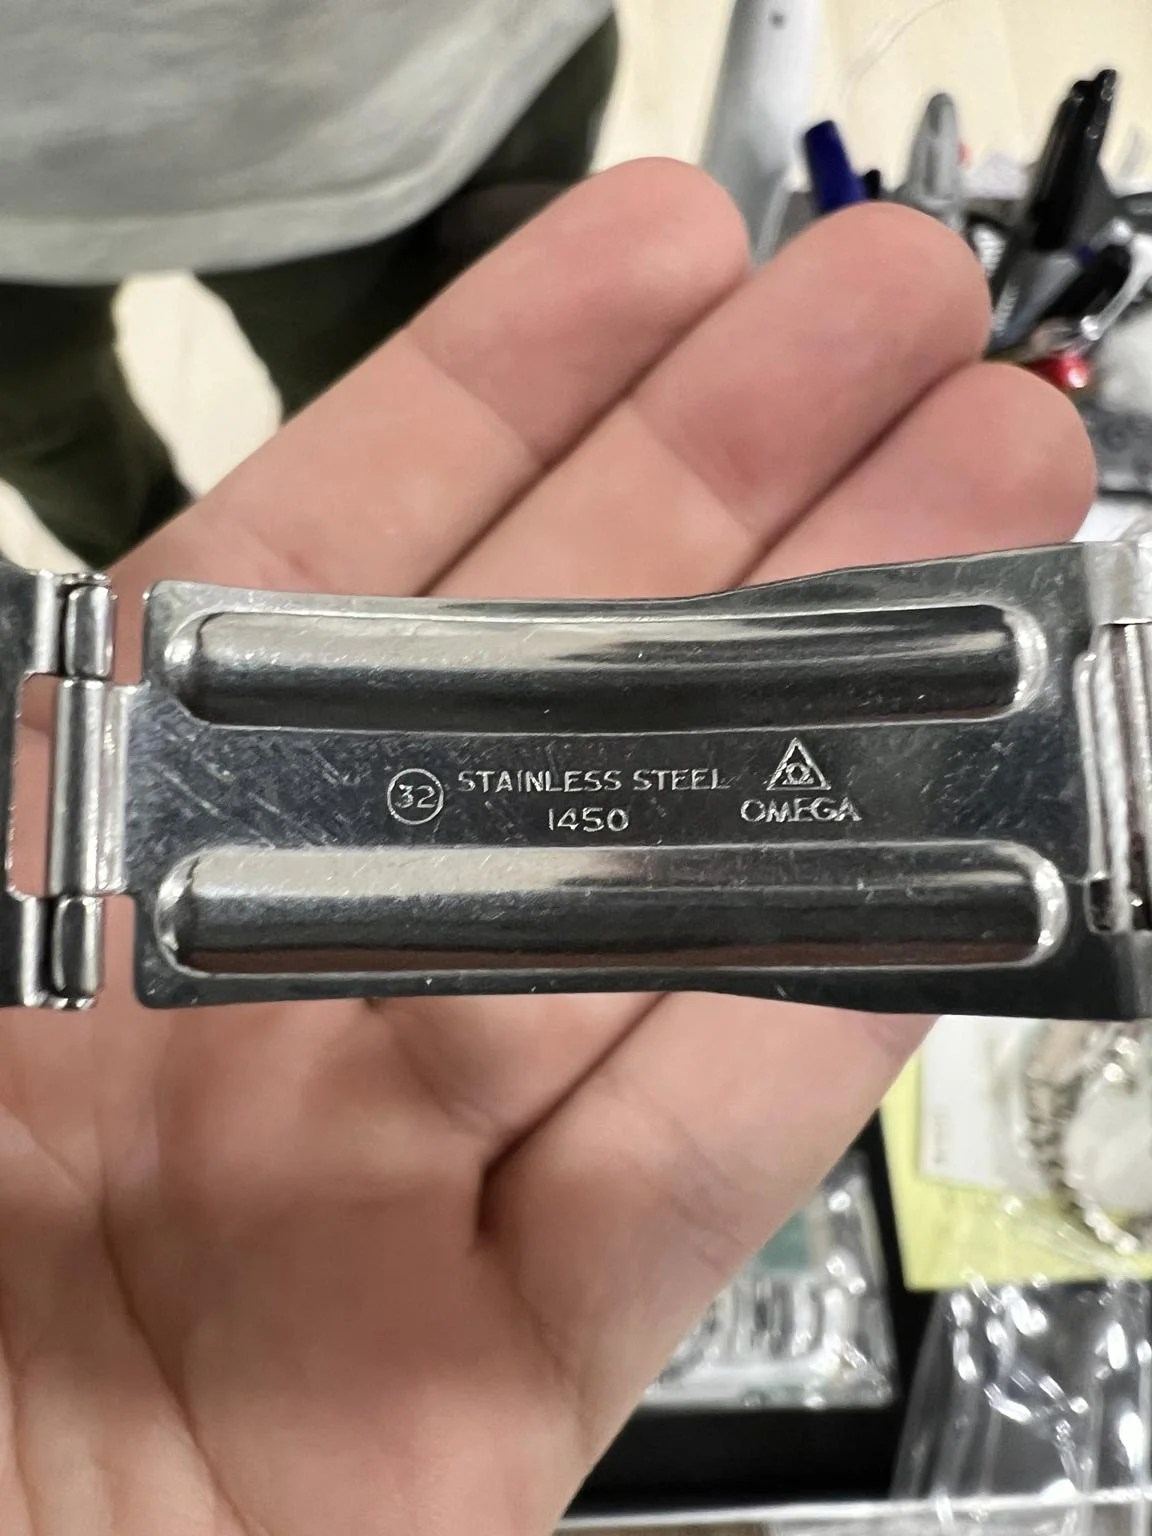 32 STAINLESS STEEL
1450
Ω
OMEGA